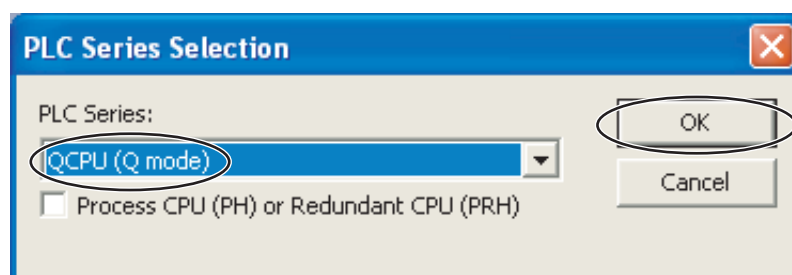 PLC Series Selection
PLC Series:
QCPU (Q mode)
Process CPU (PH) or Redundant CPU (PRH)
OK
Cancel